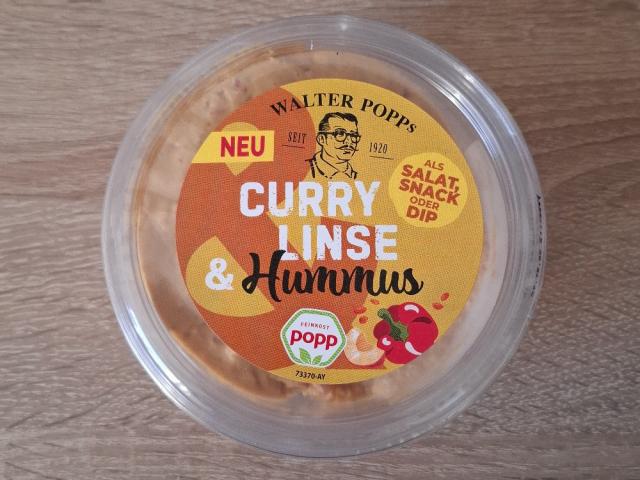 WALTER POPPs
SEIT 1920
NEU
ALS
SALAT,
SNACK
ODER
DIP
CURRY
LINSE
& Hummus
FEINKOST
popp
73370-AY